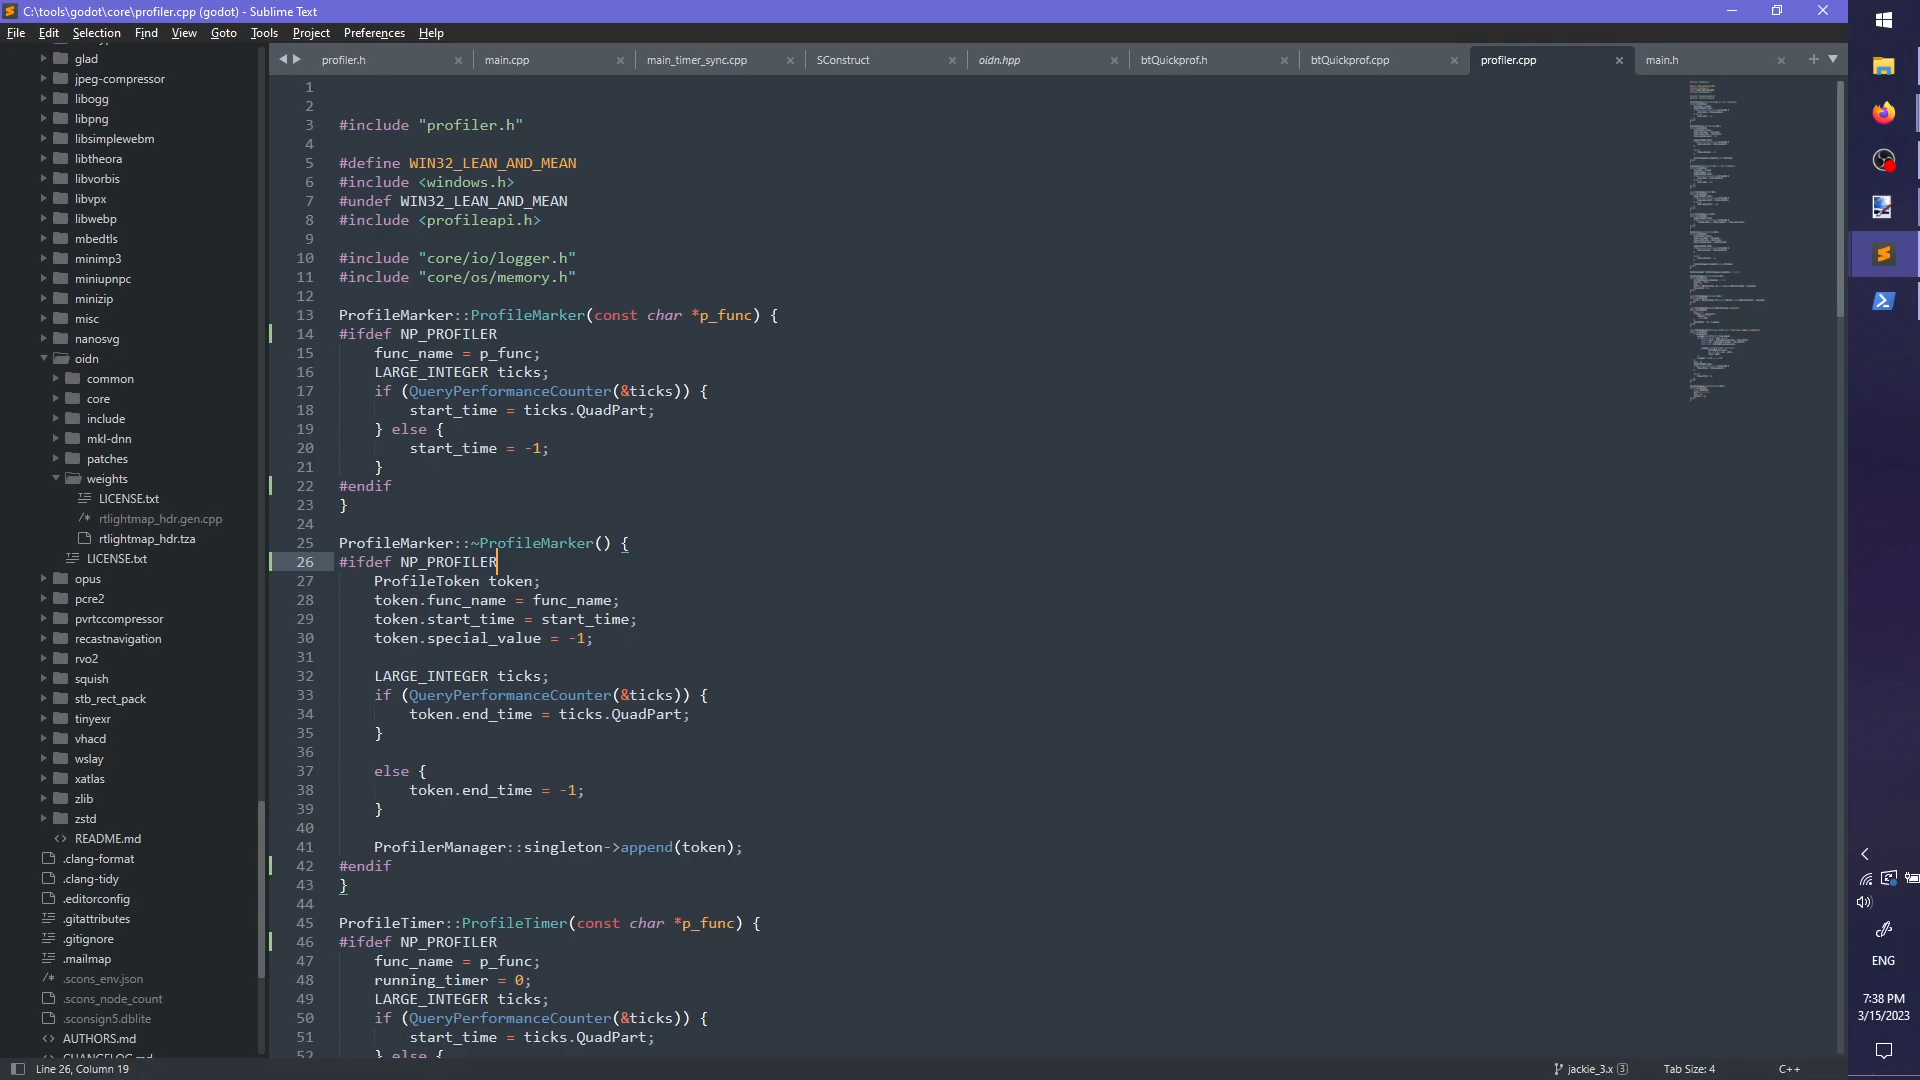 C:\tools\godot\core\profiler.cpp (godot) - Sublime Text
File Edit Selection Find View Goto Tools Project Preferences Help
glad
jpeg-compressor
libogg
libpng
libsimplewebm
libtheora
libvorbis
libvpx
libwebp
mbedtls
minimp3
miniupnpc
minizip
misc
nanosvg
oidn
common
core
include
mkl-dnn
patches
weights
LICENSE.txt
rtlightmap_hdr.gen.cpp
rtlightmap_hdr.tza
LICENSE.txt
opus
pcre2
pvrtccompressor
recastnavigation
rvo2
squish
stb_rect_pack
tinyexr
vhacd
wslay
xatlas
zlib
zstd
README.md
.clang-format
.clang-tidy
.editorconfig
.gitattributes
.gitignore
.mailmap
.scons_env.json
.scons_node_count
.sconsign5.dblite
AUTHORS.md
CHANGELOG.md
profiler.h main.cpp main_timer_sync.cpp SConstruct oidn.hpp btQuickprof.h btQuickprof.cpp profiler.cpp main.h
1
2
3 #include "profiler.h"
4
5 #define WIN32_LEAN_AND_MEAN
6 #include <windows.h>
7 #undef WIN32_LEAN_AND_MEAN
8 #include <profileapi.h>
9
10 #include "core/io/logger.h"
11 #include "core/os/memory.h"
12
13 ProfileMarker::ProfileMarker(const char *p_func) {
14 #ifdef NP_PROFILER
15 func_name = p_func;
16 LARGE_INTEGER ticks;
17 if (QueryPerformanceCounter(&ticks)) {
18 start_time = ticks.QuadPart;
19 } else {
20 start_time = -1;
21 }
22 #endif
23 }
24
25 ProfileMarker::~ProfileMarker() {
26 #ifdef NP_PROFILER
27 ProfileToken token;
28 token.func_name = func_name;
29 token.start_time = start_time;
30 token.special_value = -1;
31
32 LARGE_INTEGER ticks;
33 if (QueryPerformanceCounter(&ticks)) {
34 token.end_time = ticks.QuadPart;
35 }
36
37 else {
38 token.end_time = -1;
39 }
40
41 ProfilerManager::singleton->append(token);
42 #endif
43 }
44
45 ProfileTimer::ProfileTimer(const char *p_func) {
46 #ifdef NP_PROFILER
47 func_name = p_func;
48 running_timer = 0;
49 LARGE_INTEGER ticks;
50 if (QueryPerformanceCounter(&ticks)) {
51 start_time = ticks.QuadPart;
52 } else {
Line 26, Column 19
jackie_3.x 3
Tab Size: 4
C++
ENG
7:38 PM
3/15/2023